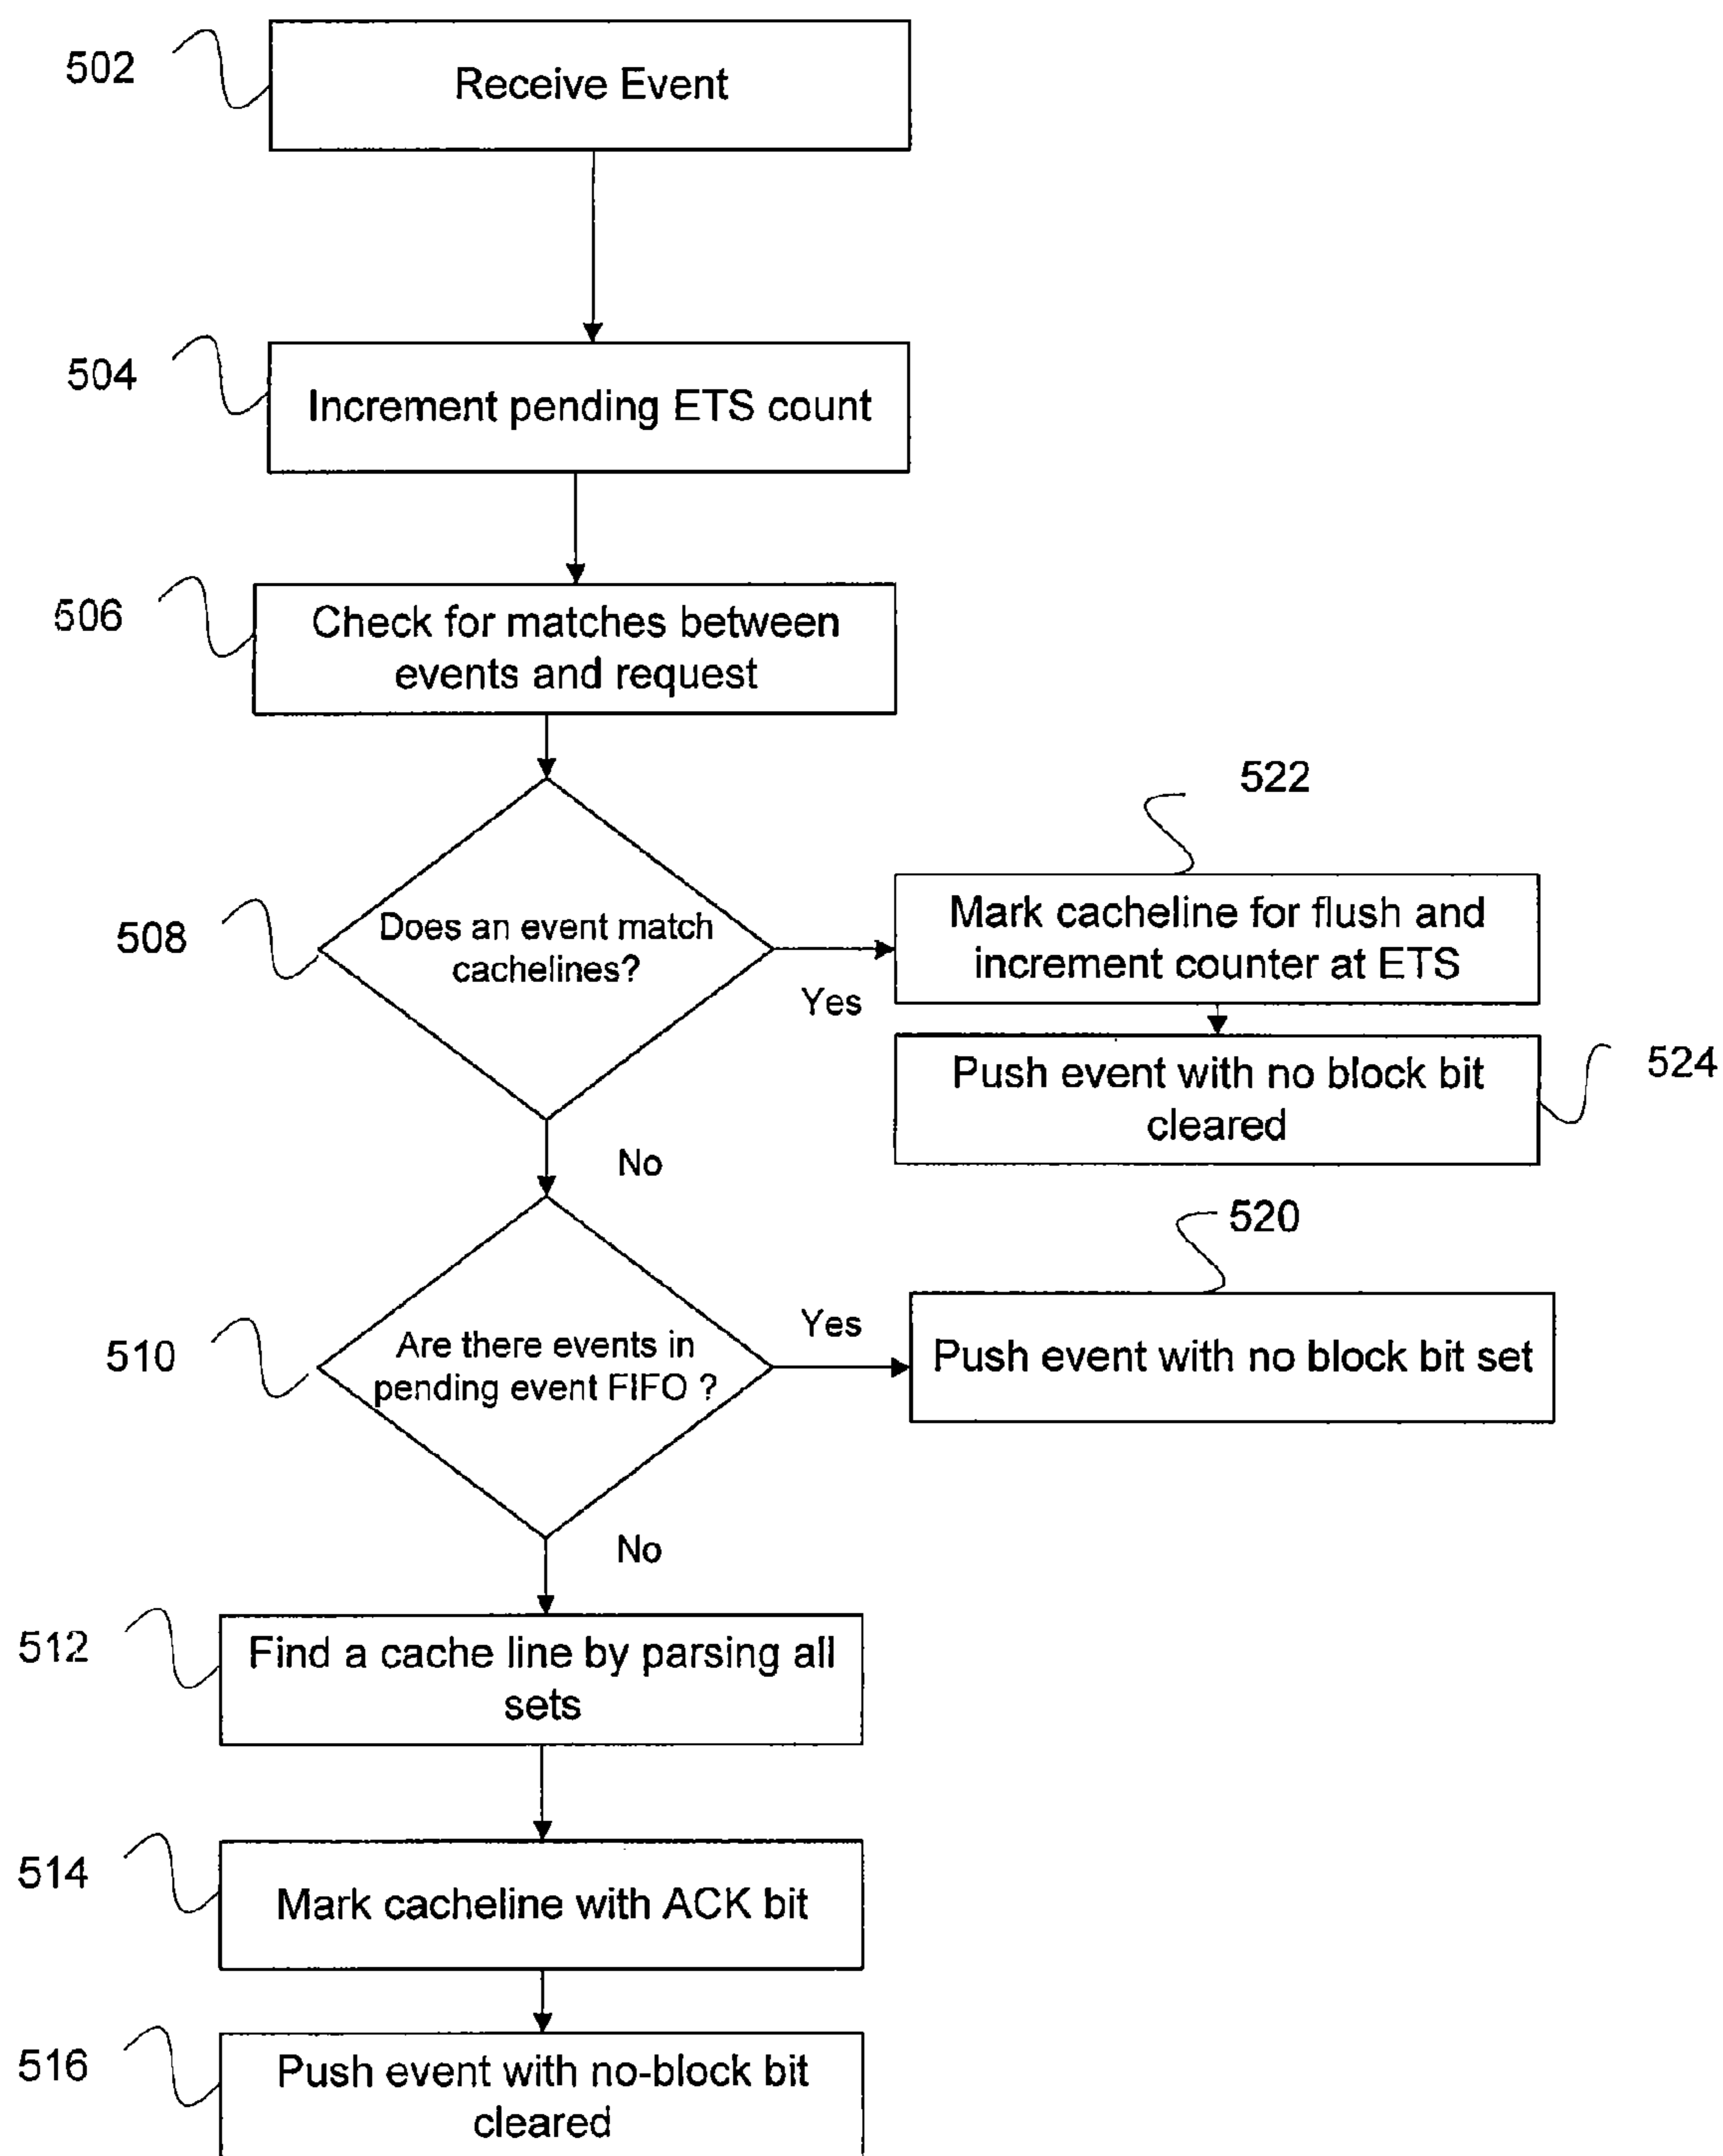 502
Receive Event
504
Increment pending ETS count
506
Check for matches between
events and request
522
508
Does an event match
cachelines?
Mark cacheline for flush and
increment counter at ETS
Yes
Push event with no block bit
cleared
524
No
520
510
Are there events in
pending event FIFO ?
Yes
Push event with no block bit set
No
512
Find a cache line by parsing all
sets
514
Mark cacheline with ACK bit
516
Push event with no-block bit
cleared